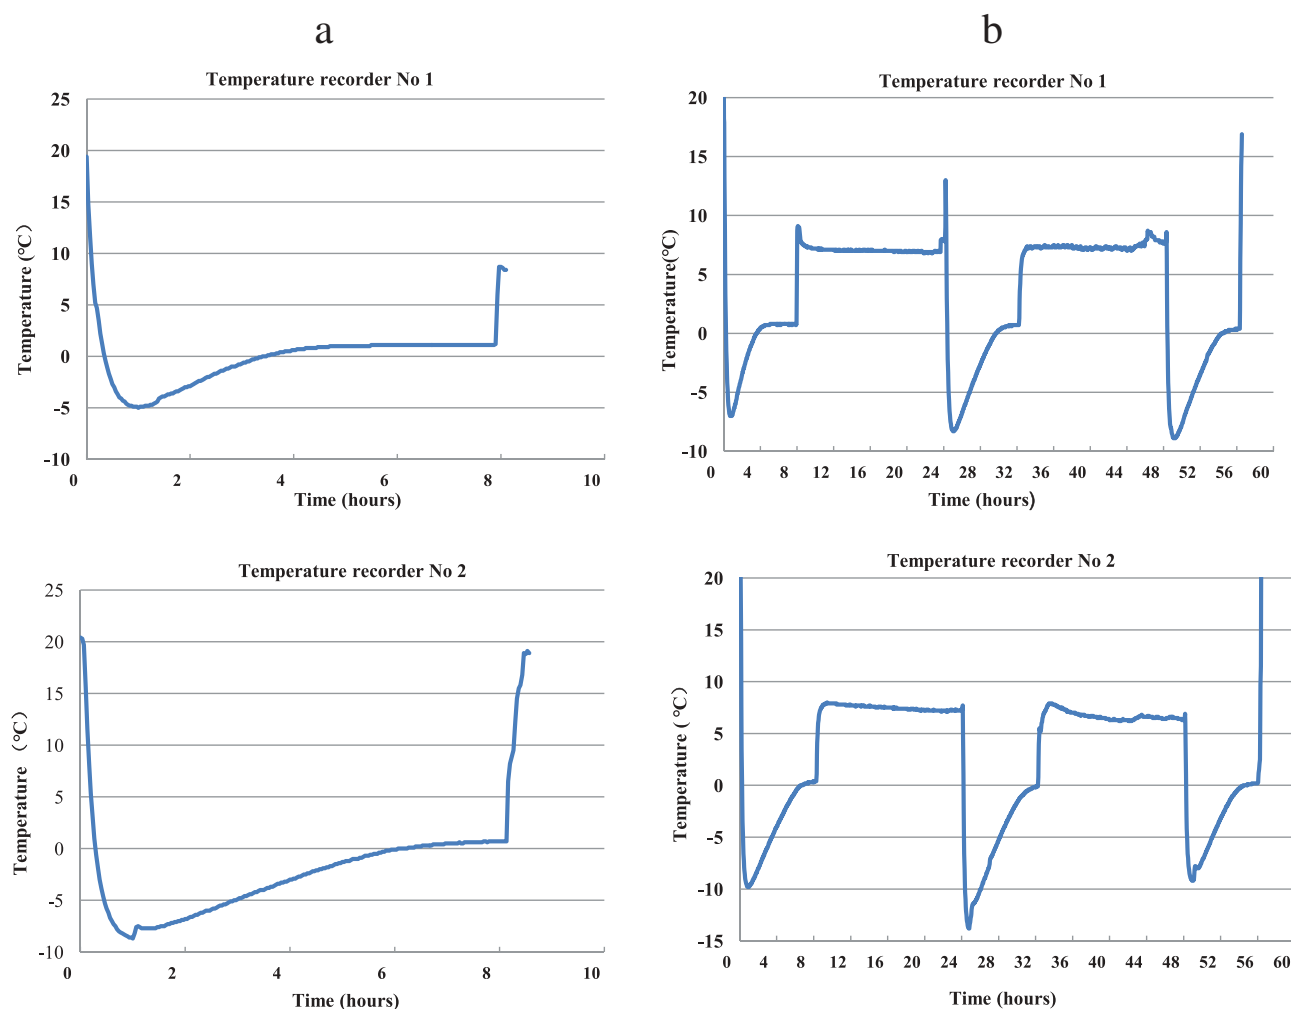 a
Temperature recorder No 1
25
20
15
10
5
0
-5
-10
Temperature (°C)
0 2 4 6 8 10
Time (hours)
b
Temperature recorder No 1
20
15
10
5
0
-5
-10
Temperature(°C)
0 4 8 12 16 20 24 28 32 36 40 44 48 52 56 60
Time (hours)
Temperature recorder No 2
25
20
15
10
5
0
-5
-10
Temperature (°C)
0 2 4 6 8 10
Time (hours)
Temperature recorder No 2
20
15
10
5
0
-5
-10
-15
Temperature ( °C)
0 4 8 12 16 20 24 28 32 36 40 44 48 52 56 60
Time (hours)